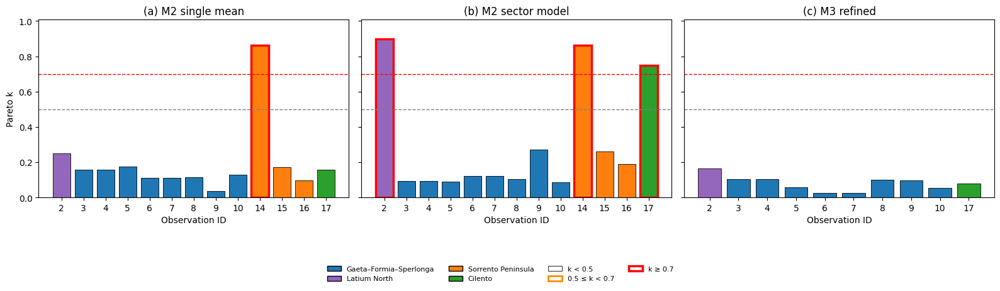 (a) M2 single mean
(b) M2 sector model
(c) M3 refined
Pareto k
1.0
0.8
0.6
0.4
0.2
0.0
2 3 4 5 6 7 8 9 10 14 15 16 17
2 3 4 5 6 7 8 9 10 14 15 16 17
2 3 4 5 6 7 8 9 10 17
Observation ID
Observation ID
Observation ID
Gaeta–Formia–Sperlonga
Latium North
Sorrento Peninsula
Cilento
k < 0.5
0.5 ≤ k < 0.7
k ≥ 0.7